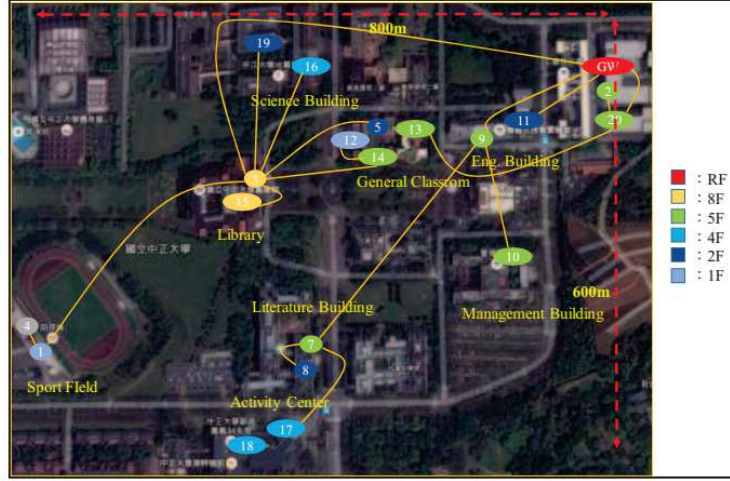 800m
19
16
GW
2
Science Building
11
20
5
13
12
9
14
Eng. Building
General Classrom
3
15
Library
國立中正大學
10
600m
Literature Building
Management Building
4
1
7
8
Sport FIeld
Activity Center
17
18
: RF
: 8F
: 5F
: 4F
: 2F
: 1F